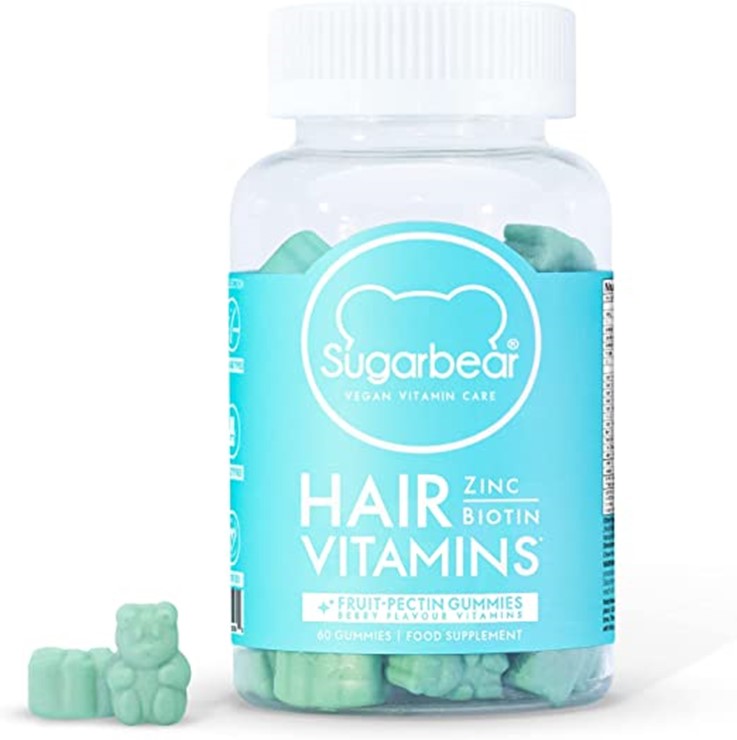 Sugarbear®
VEGAN VITAMIN CARE
HAIR ZINC
BIOTIN
VITAMINS*
FRUIT-PECTIN GUMMIES
BERRY FLAVOUR VITAMINS
60 GUMMIES | FOOD SUPPLEMENT